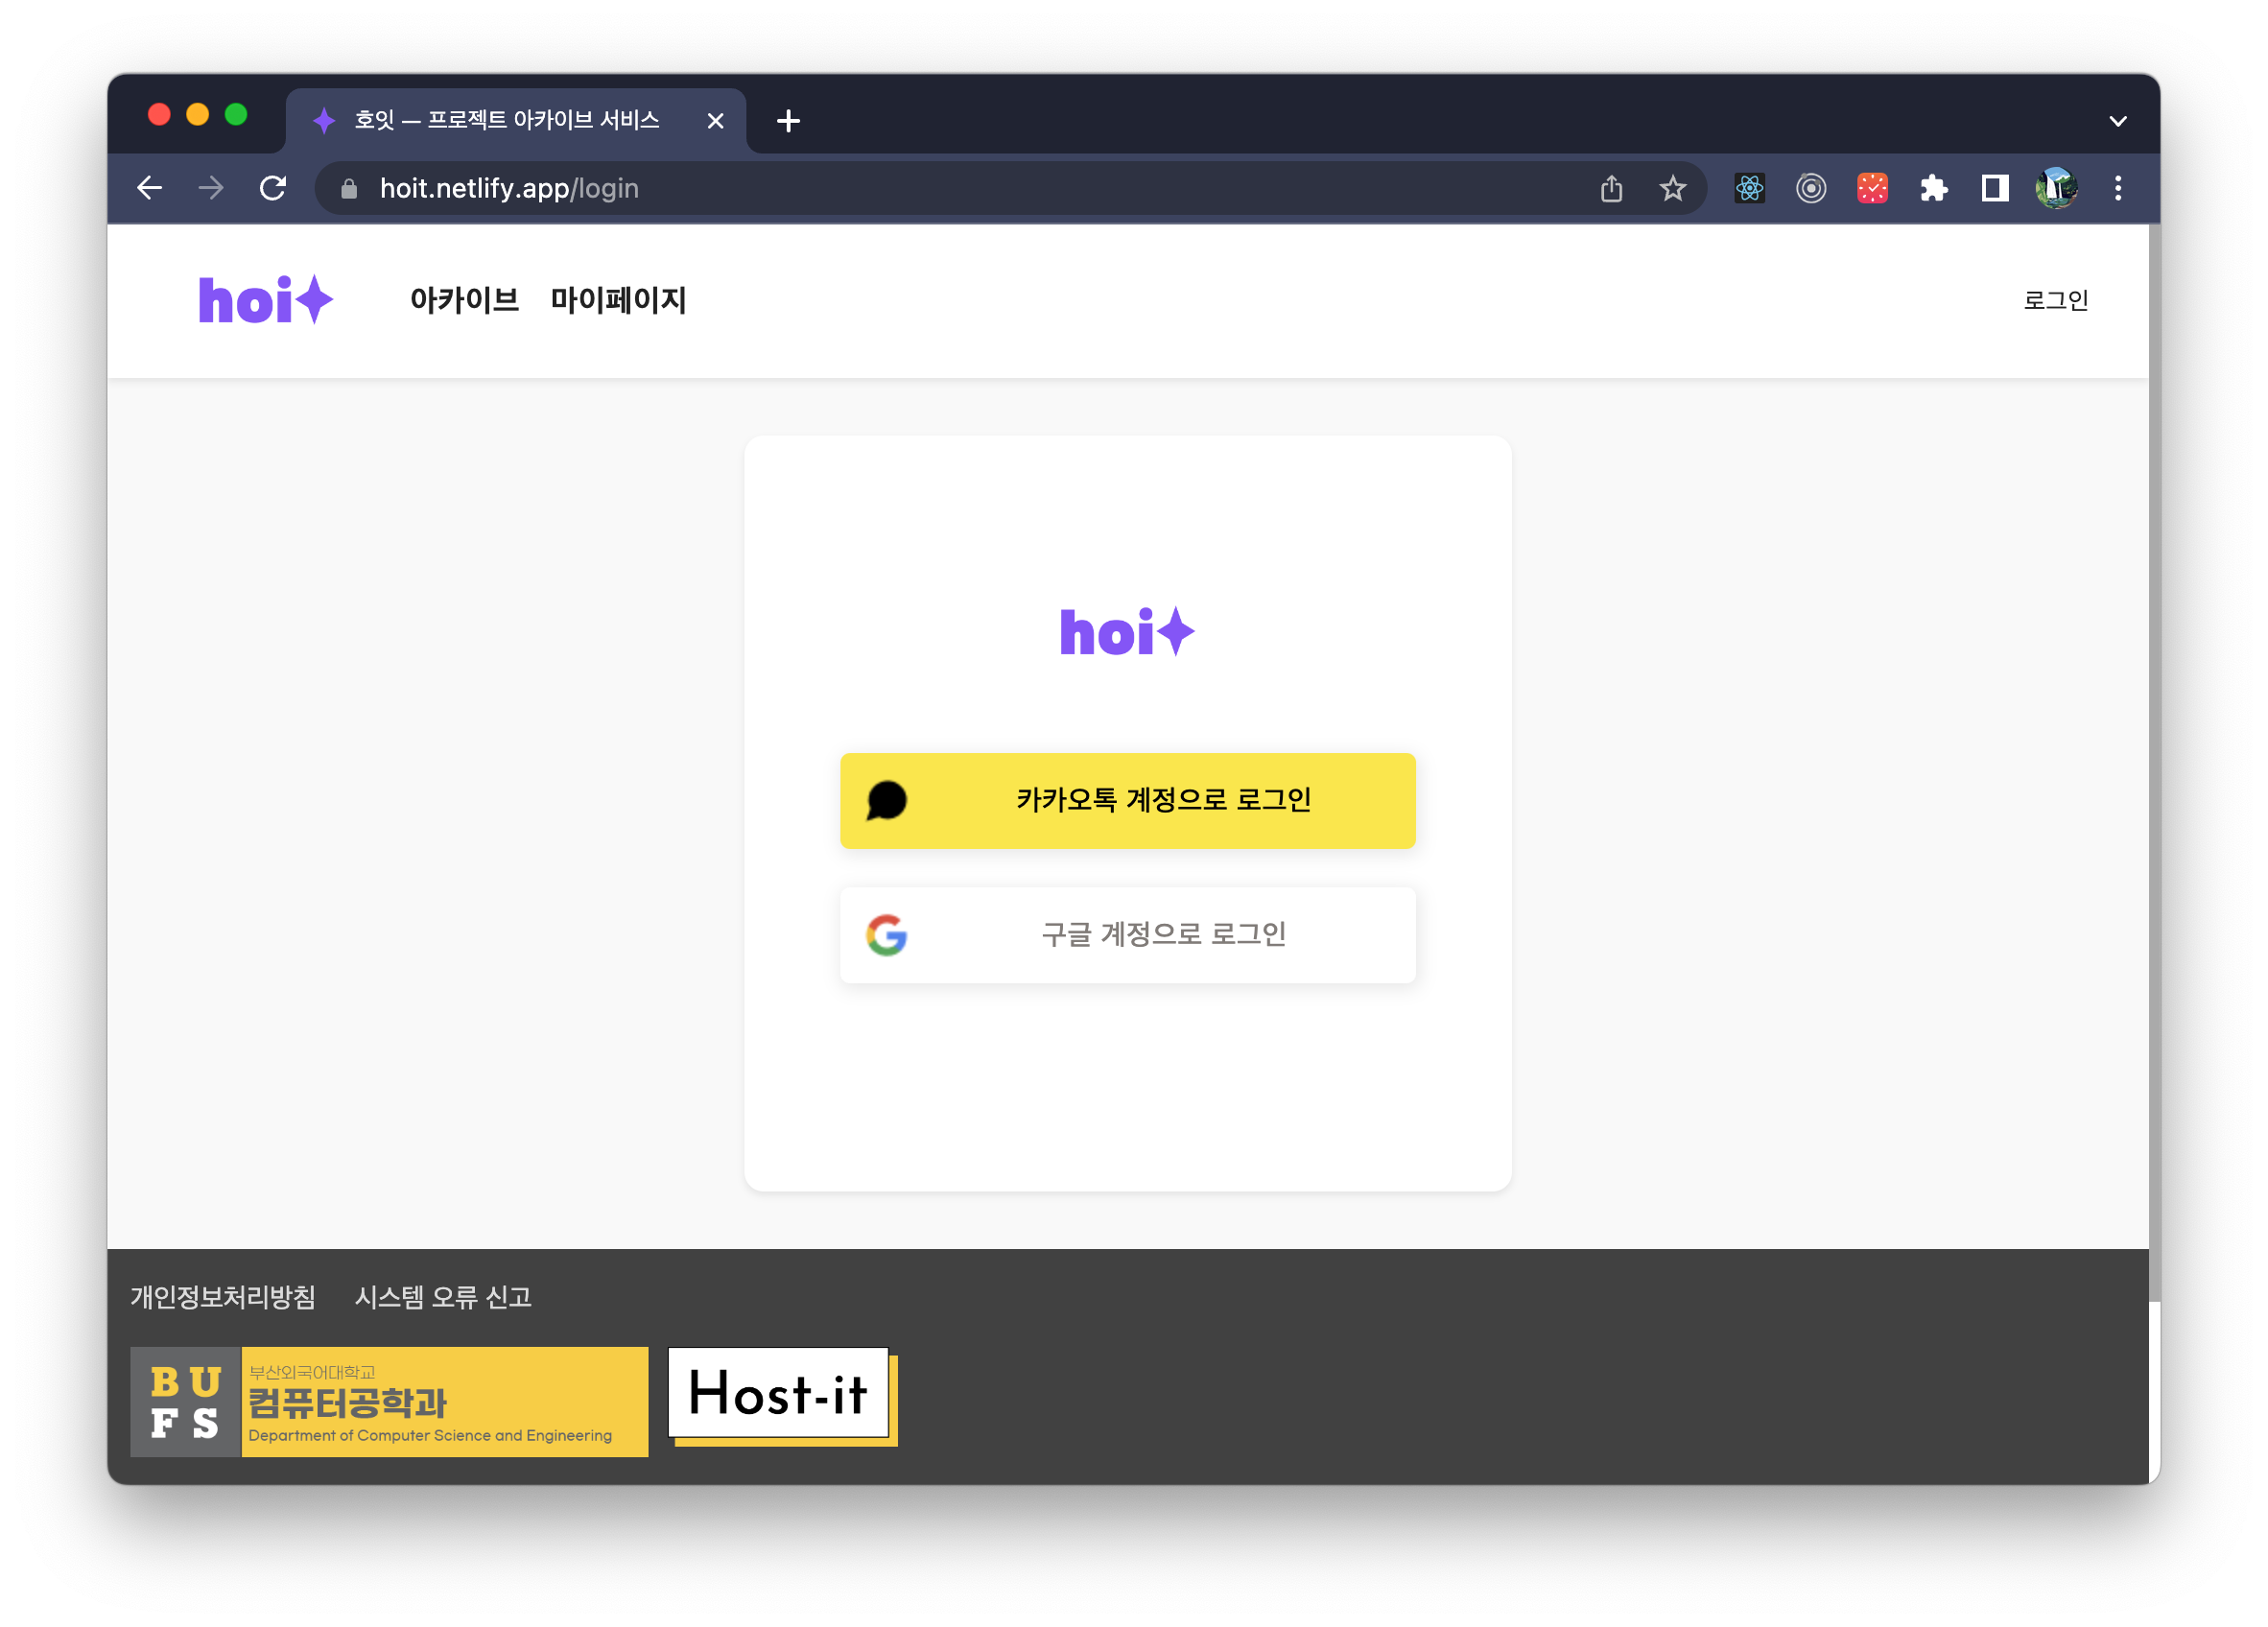 호잇 — 프로젝트 아카이브 서비스
hoit.netlify.app/login
hoi
아카이브 마이페이지
로그인
hoi
카카오톡 계정으로 로그인
구글 계정으로 로그인
개인정보처리방침 시스템 오류 신고
BU
FS
부산외국어대학교
컴퓨터공학과
Department of Computer Science and Engineering
Host-it